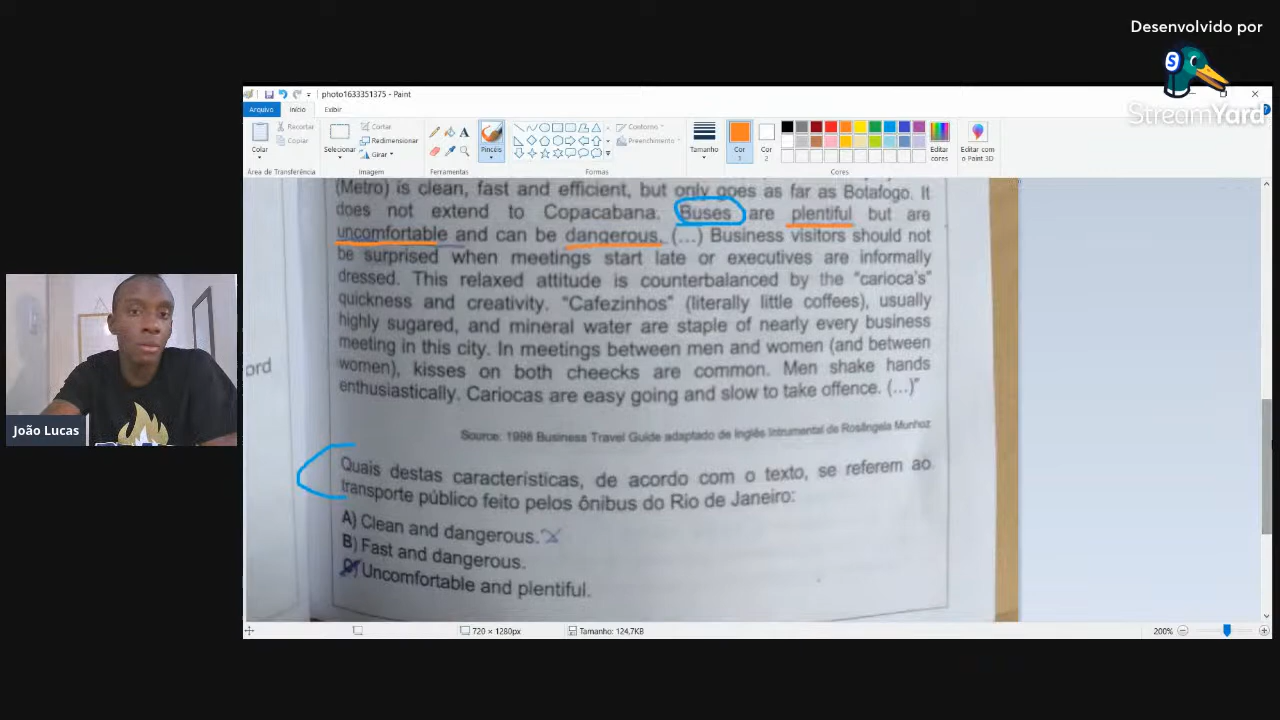 Desenvolvido por
S
StreamYard
photo1633351375 - Paint
Arquivo Início Exibir
Colar
Recortar
Copiar
Área de Transferência
Selecionar
Cortar
Redimensionar
Girar
Imagem
A
Ferramentas
Pincéis
Contorno
Preenchimento
Formas
Tamanho
Cor 1
Cor 2
Editar cores
Editar com o Paint 3D
Cores
(Metro) is clean, fast and efficient, but only goes as far as Botafogo. It
does not extend to Copacabana. Buses are plentiful but are
uncomfortable and can be dangerous. (...) Business visitors should not
be surprised when meetings start late or executives are informally
dressed. This relaxed attitude is counterbalanced by the “carioca's”
quickness and creativity. “Cafezinhos” (literally little coffees), usually
highly sugared, and mineral water are staple of nearly every business
meeting in this city. In meetings between men and women (and between
women), kisses on both cheecks are common. Men shake hands
enthusiastically. Cariocas are easy going and slow to take offence. (...)”
Source: 1998 Business Travel Guide adaptado de Inglês Intrumental de Rosângela Munhoz
Quais destas características, de acordo com o texto, se referem ao
transporte público feito pelos ônibus do Rio de Janeiro:
A) Clean and dangerous.
B) Fast and dangerous.
C) Uncomfortable and plentiful.
ord
João Lucas
720 × 1280px
Tamanho: 124,7KB
200%